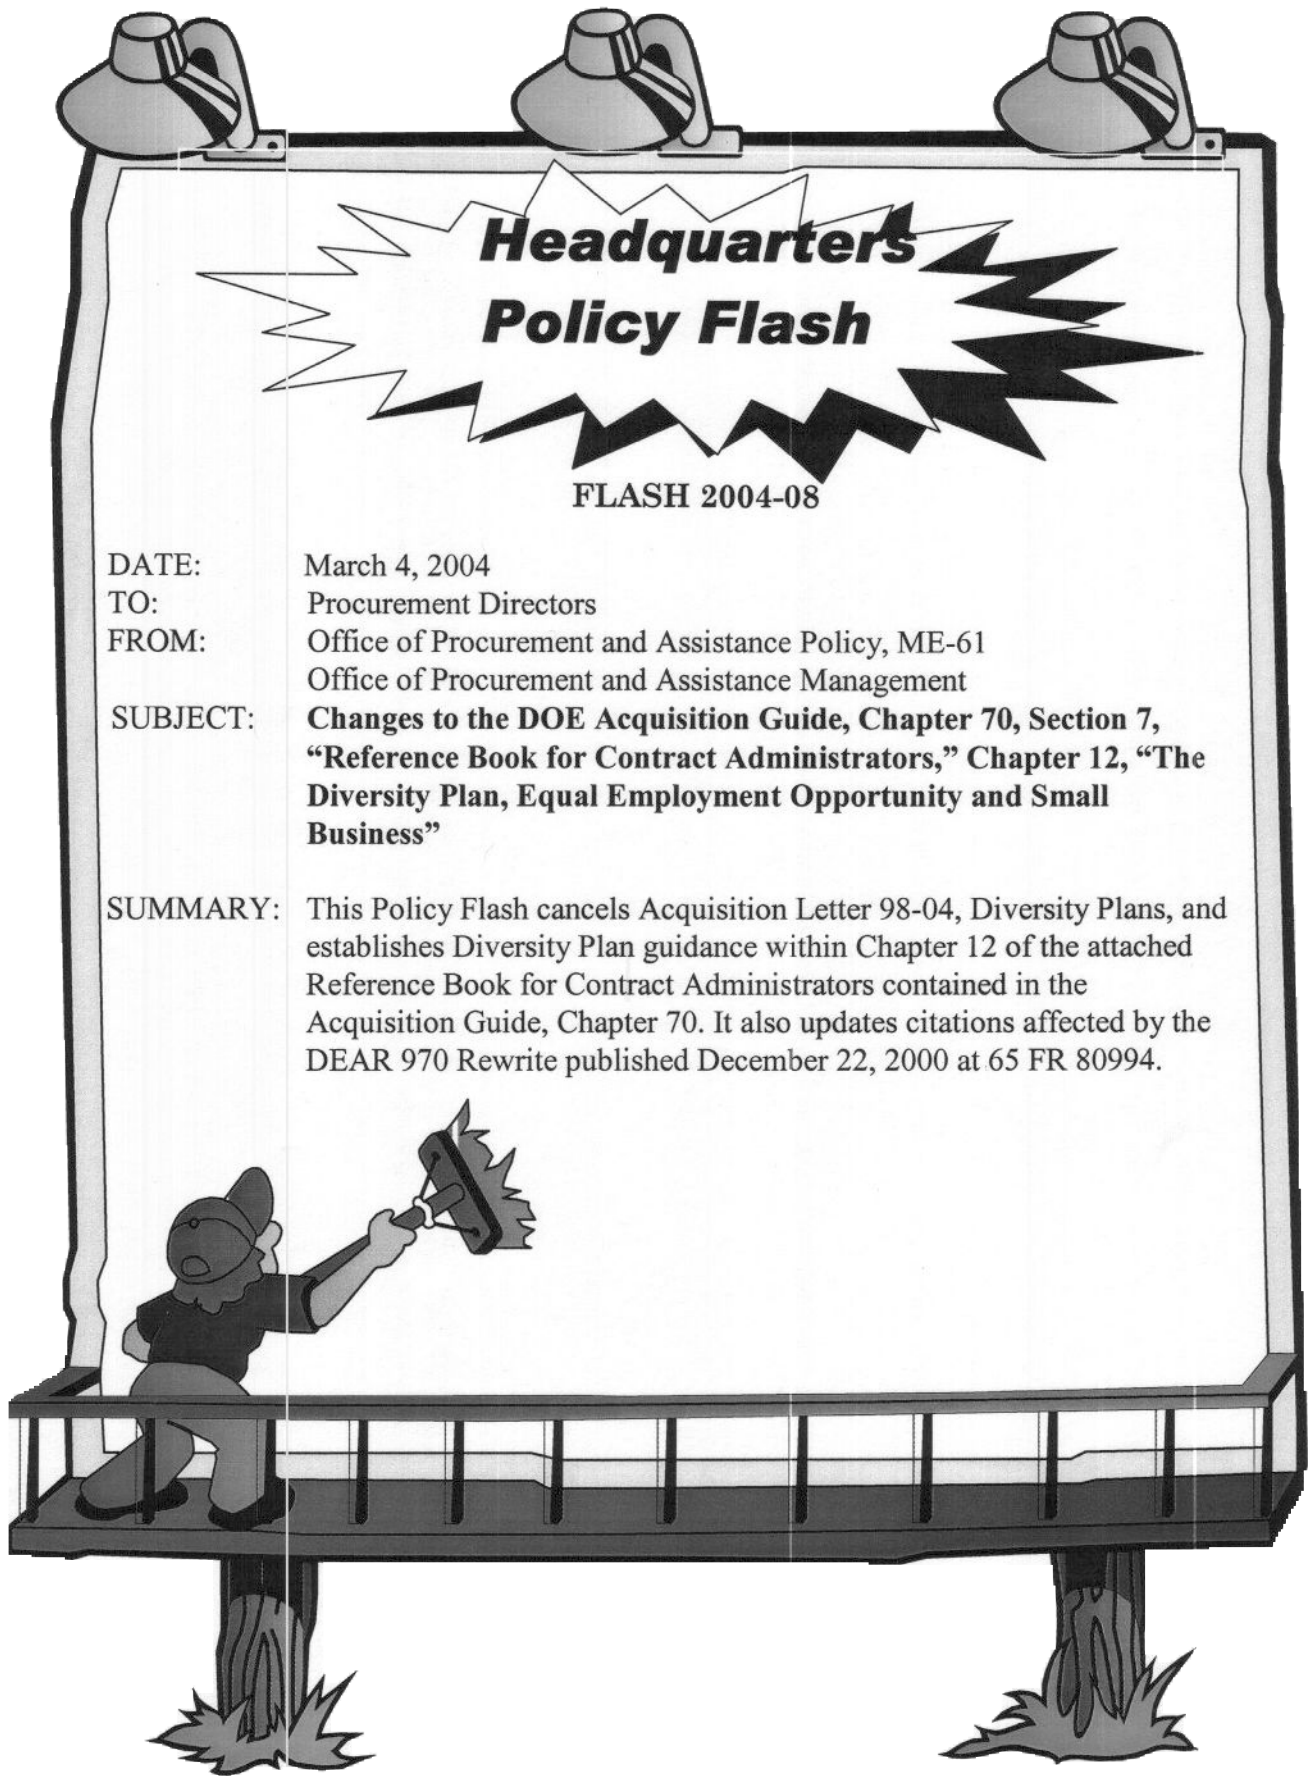 Headquarters
Policy Flash
FLASH 2004-08
DATE: March 4, 2004
TO: Procurement Directors
FROM: Office of Procurement and Assistance Policy, ME-61
Office of Procurement and Assistance Management
SUBJECT: Changes to the DOE Acquisition Guide, Chapter 70, Section 7,
“Reference Book for Contract Administrators,” Chapter 12, “The
Diversity Plan, Equal Employment Opportunity and Small
Business”
SUMMARY: This Policy Flash cancels Acquisition Letter 98-04, Diversity Plans, and
establishes Diversity Plan guidance within Chapter 12 of the attached
Reference Book for Contract Administrators contained in the
Acquisition Guide, Chapter 70. It also updates citations affected by the
DEAR 970 Rewrite published December 22, 2000 at 65 FR 80994.